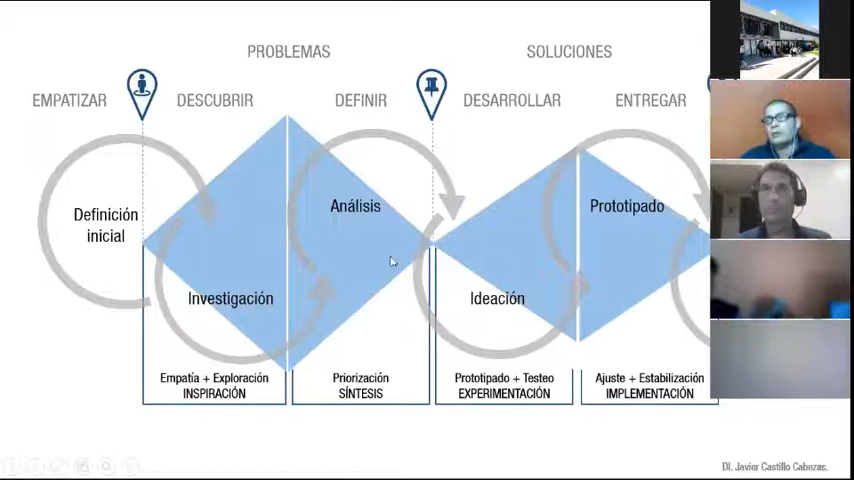 PROBLEMAS
SOLUCIONES
EMPATIZAR
DESCUBRIR
DEFINIR
DESARROLLAR
ENTREGAR
Definición
inicial
Análisis
Prototipado
Investigación
Ideación
Empatía + Exploración
INSPIRACIÓN
Priorización
SÍNTESIS
Prototipado + Testeo
EXPERIMENTACIÓN
Ajuste + Estabilización
IMPLEMENTACIÓN
DI. Javier Castillo Cabezas.